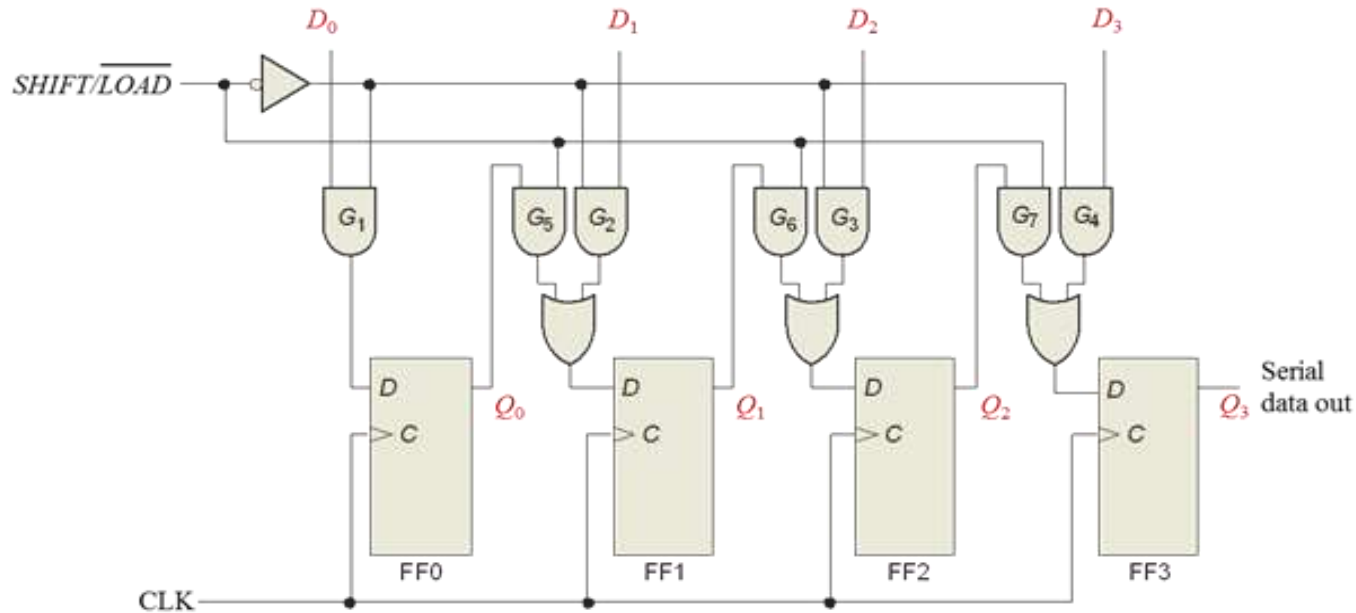 D₀ D₁ D₂ D₃
SHIFT/L̅O̅A̅D̅
G₁ G₅ G₂ G₆ G₃ G₇ G₄
Serial
data out
D Q₀ D Q₁ D Q₂ D Q₃
C C C C
FF0 FF1 FF2 FF3
CLK